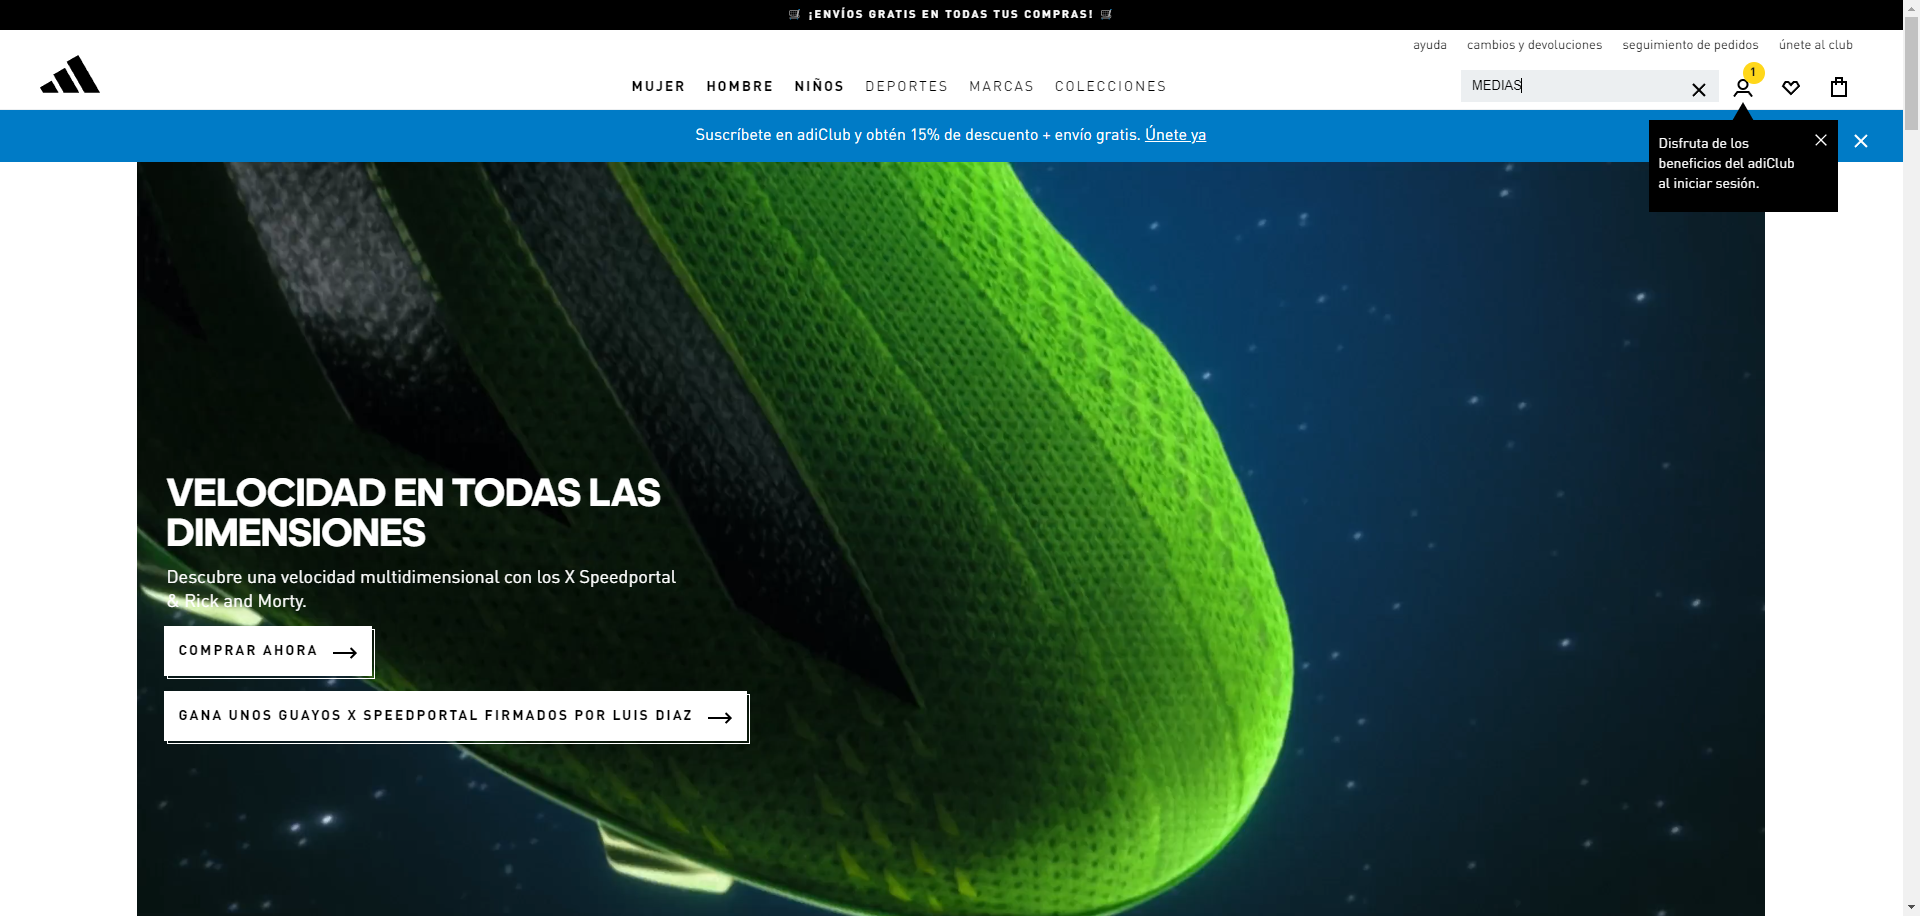 ¡ENVÍOS GRATIS EN TODAS TUS COMPRAS!
ayuda cambios y devoluciones seguimiento de pedidos únete al club
MUJER HOMBRE NIÑOS DEPORTES MARCAS COLECCIONES
MEDIAS
1
Suscríbete en adiClub y obtén 15% de descuento + envío gratis. Únete ya
Disfruta de los
beneficios del adiClub
al iniciar sesión.
VELOCIDAD EN TODAS LAS
DIMENSIONES
Descubre una velocidad multidimensional con los X Speedportal
& Rick and Morty.
COMPRAR AHORA
GANA UNOS GUAYOS X SPEEDPORTAL FIRMADOS POR LUIS DIAZ